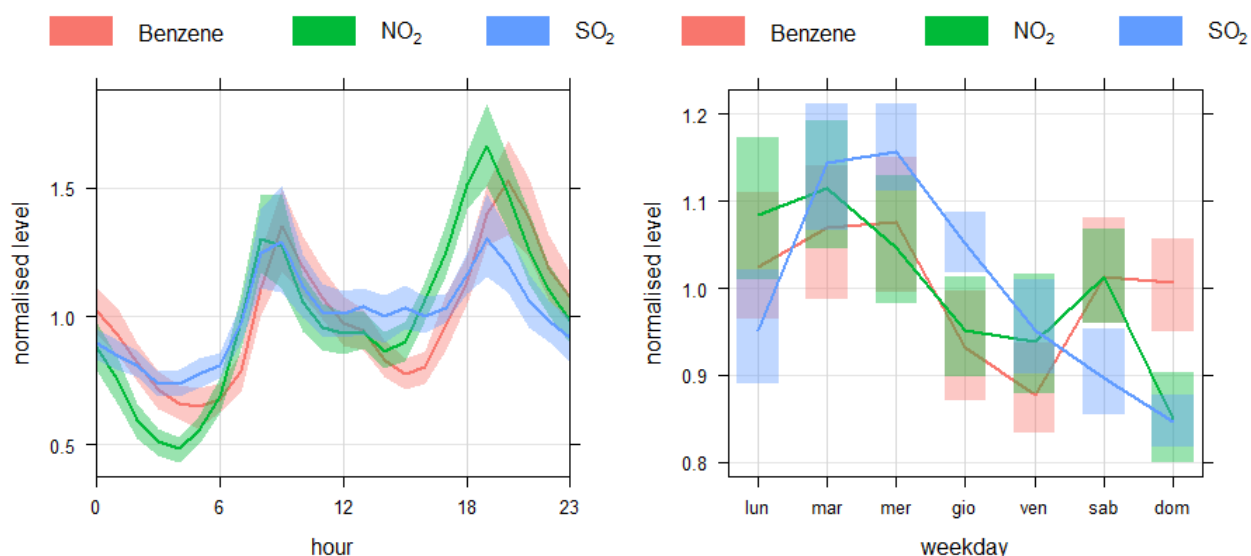 Benzene NO₂ SO₂
normalised level
1.5
1.0
0.5
0 6 12 18 23
hour
Benzene NO₂ SO₂
normalised level
1.2
1.1
1.0
0.9
0.8
lun mar mer gio ven sab dom
weekday